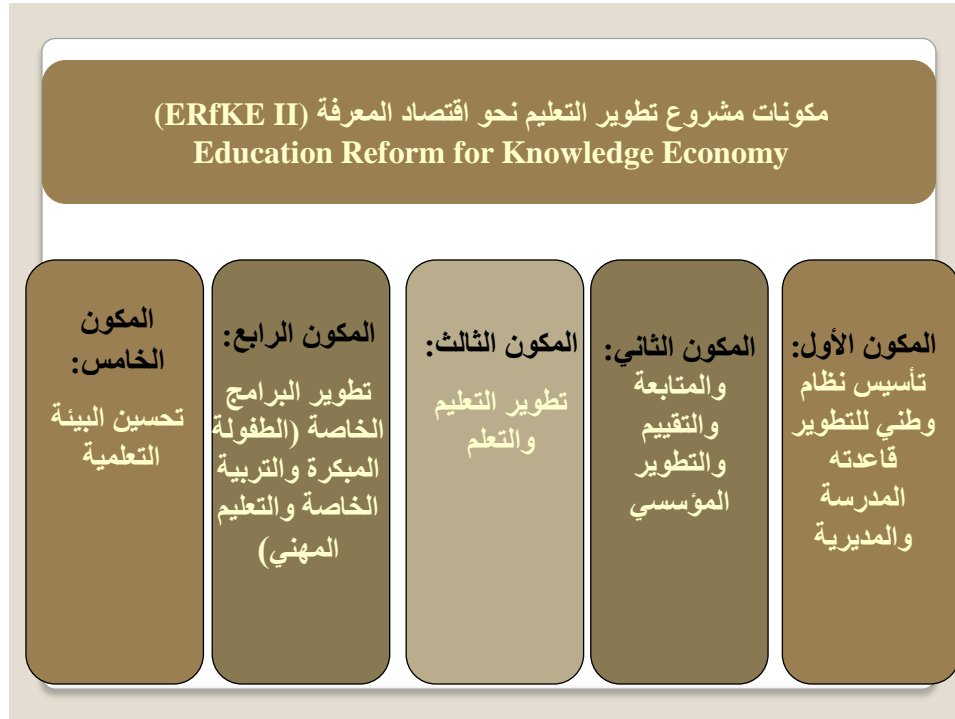 مكونات مشروع تطوير التعليم نحو اقتصاد المعرفة (ERfKE II)
Education Reform for Knowledge Economy
المكون الأول:
تأسيس نظام
وطني للتطوير
قاعدته
المدرسة
والمديرية
المكون الثاني:
والمتابعة
والتقييم
والتطوير
المؤسسي
المكون الثالث:
تطوير التعليم
والتعلم
المكون الرابع:
تطوير البرامج
الخاصة (الطفولة
المبكرة والتربية
الخاصة والتعليم
المهني)
المكون
الخامس:
تحسين البيئة
التعلمية